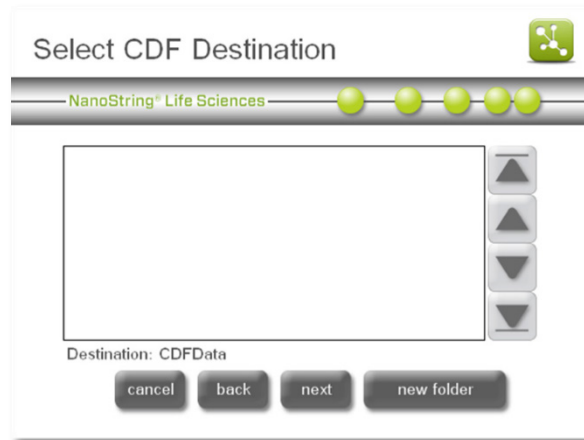 Select CDF Destination
NanoString® Life Sciences
Destination: CDFData
cancel back next new folder